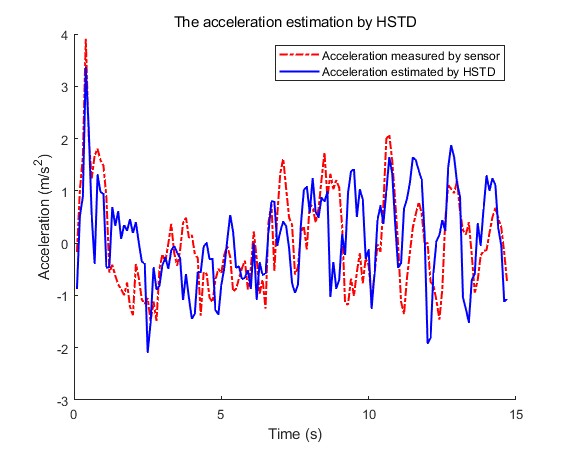 The acceleration estimation by HSTD
Acceleration measured by sensor
Acceleration estimated by HSTD
Acceleration (m/s²)
4
3
2
1
0
-1
-2
-3
0
5
10
15
Time (s)